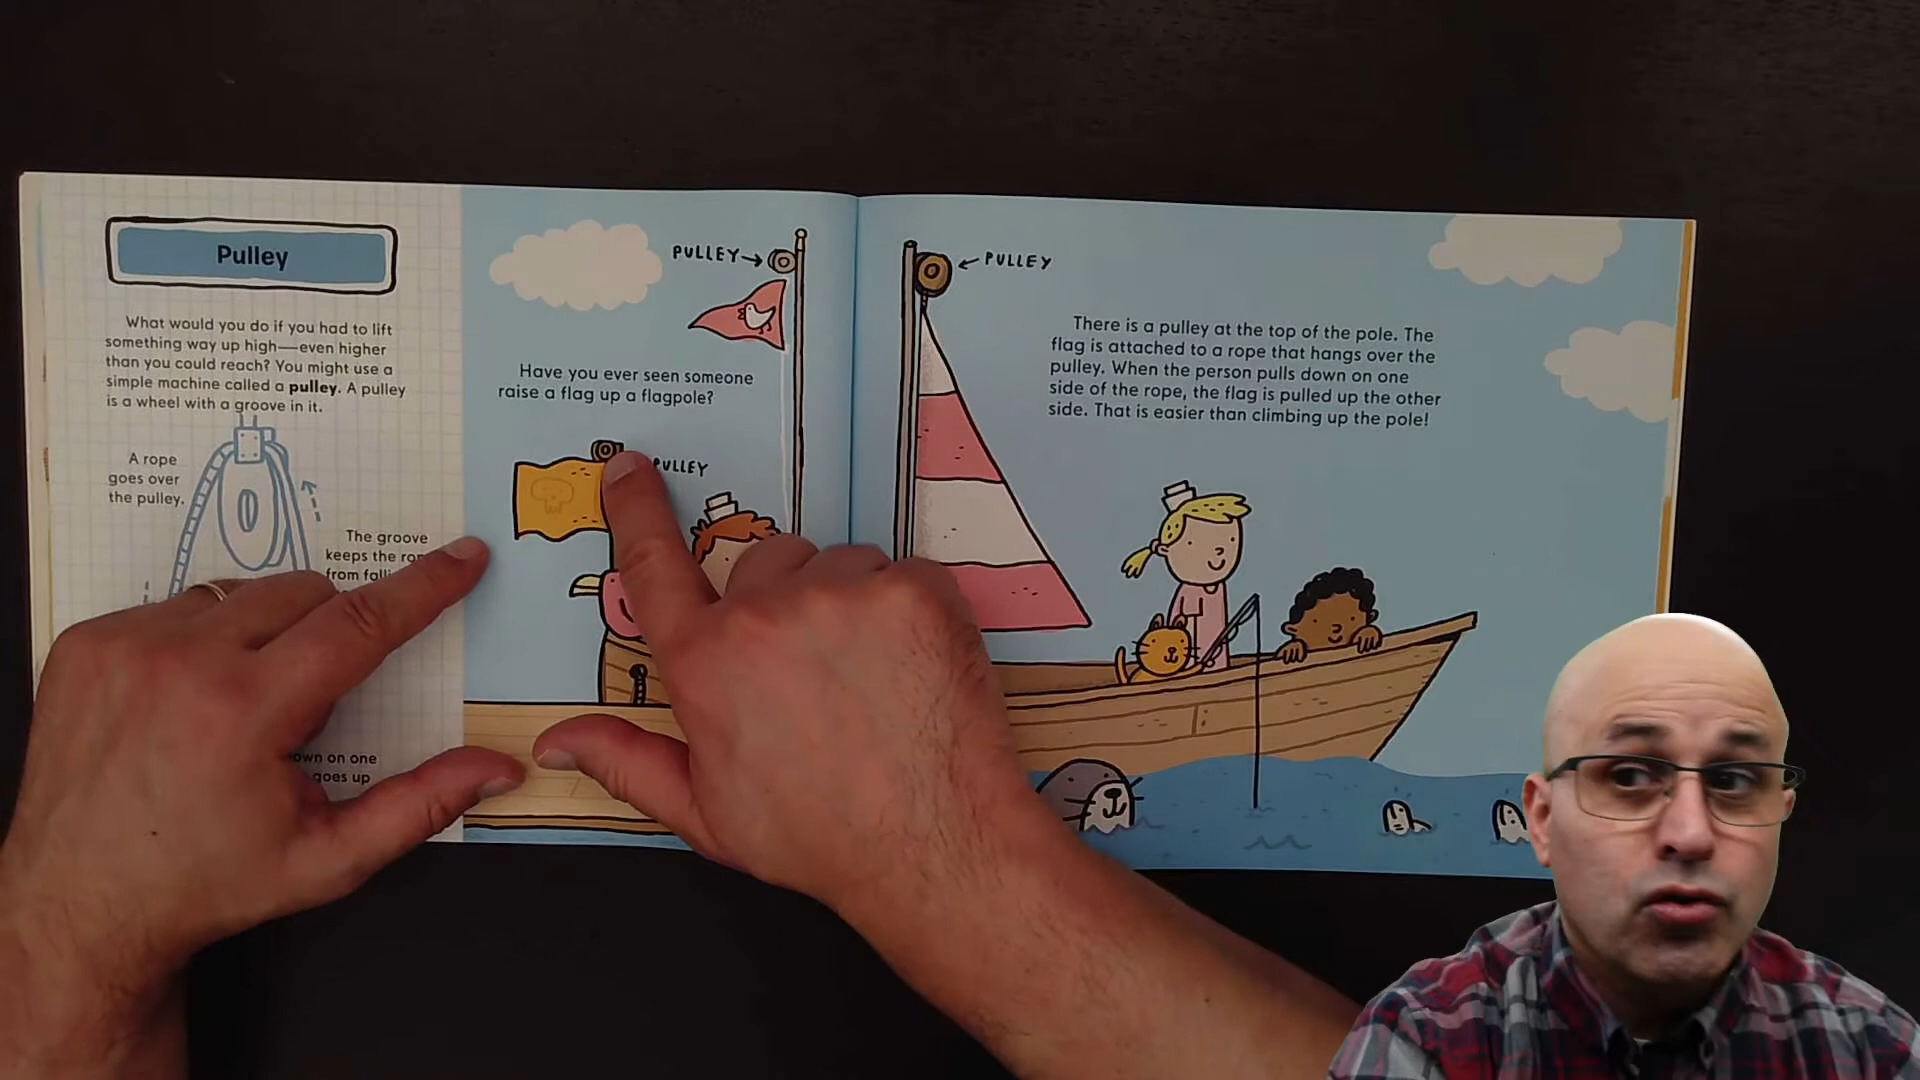 Pulley
What would you do if you had to lift
something way up high—even higher
than you could reach? You might use a
simple machine called a pulley. A pulley
is a wheel with a groove in it.
A rope
goes over
the pulley.
The groove
keeps the
from
own on one
goes up
PULLEY
Have you ever seen someone
raise a flag up a flagpole?
PULLEY
PULLEY
There is a pulley at the top of the pole. The
flag is attached to a rope that hangs over the
pulley. When the person pulls down on one
side of the rope, the flag is pulled up the other
side. That is easier than climbing up the pole!